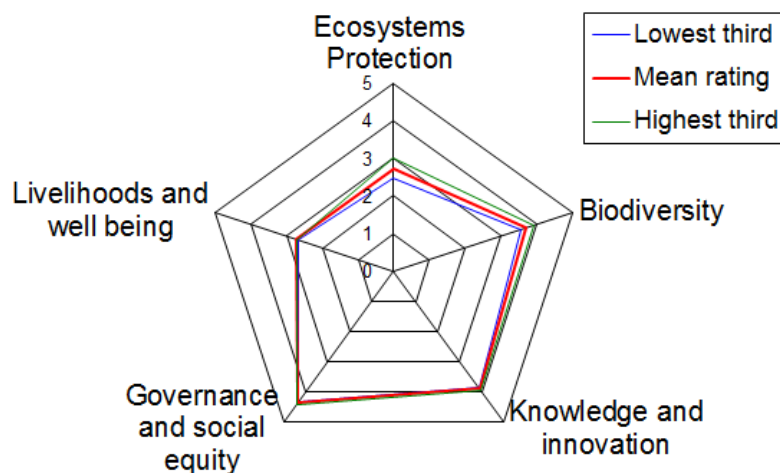 Ecosystems
Protection
Lowest third
Mean rating
Highest third
5
4
3
2
1
0
Livelihoods and
well being
Biodiversity
Governance
and social
equity
Knowledge and
innovation